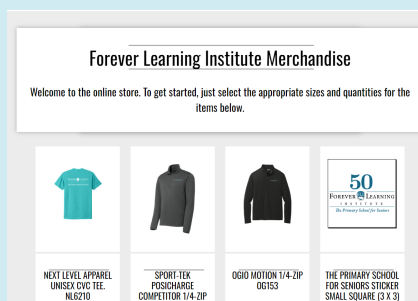 Forever Learning Institute Merchandise
Welcome to the online store. To get started, just select the appropriate sizes and quantities for the
items below.
50
FOREVER LEARNING
INSTITUTE
The Primary School for Seniors
NEXT LEVEL APPAREL
UNISEX CVC TEE.
NL6210
SPORT-TEK
POSICHARGE
COMPETITOR 1/4-ZIP
OGIO MOTION 1/4-ZIP
OG153
THE PRIMARY SCHOOL
FOR SENIORS STICKER
SMALL SQUARE (3 X 3)